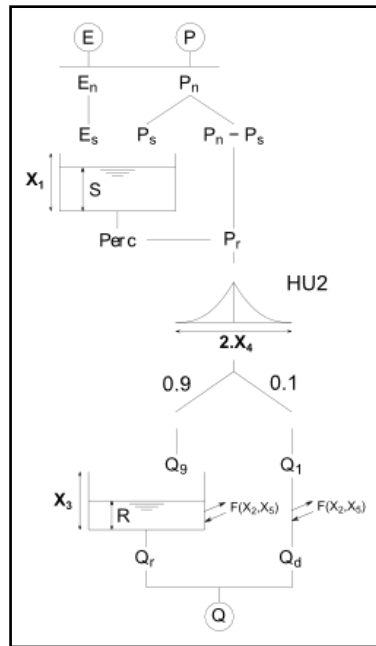 E P
Eₙ Pₙ
Eₛ Pₛ Pₙ – Pₛ
X₁ S
Perc Pᵣ
HU2
2.X₄
0.9 0.1
Q₉ Q₁
X₃ R F(X₂,X₅) F(X₂,X₅)
Qᵣ Q_d
Q